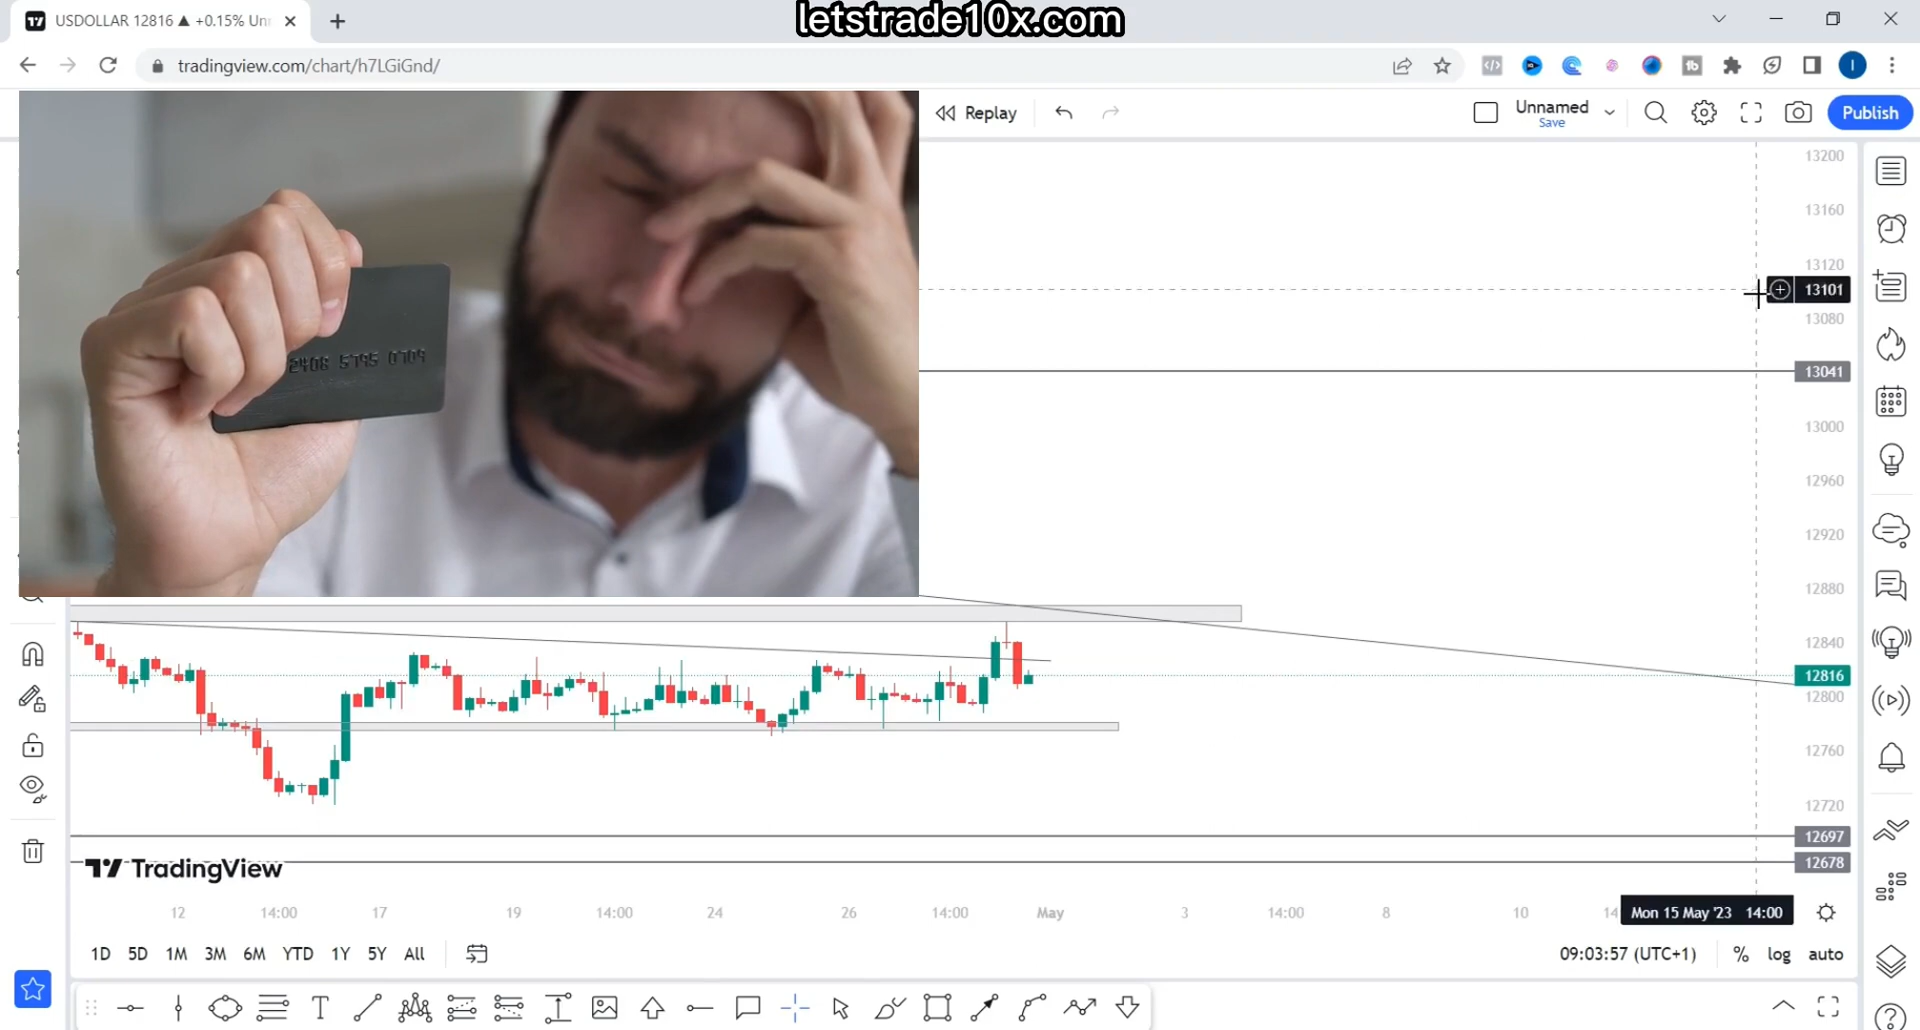 letstrade10x.com
USDOLLAR 12816 ▲ +0.15% Un
tradingview.com/chart/h7LGiGnd/
Replay
Unnamed
Save
Publish
13200
13160
13120
13101
13080
13041
13000
12960
12920
12880
12840
12816
12800
12760
12720
12697
12678
2408 5795 0709
TradingView
12 14:00 17 19 14:00 24 26 14:00 May 3 14:00 8 10 14 Mon 15 May '23 14:00
1D 5D 1M 3M 6M YTD 1Y 5Y All 09:03:57 (UTC+1) % log auto